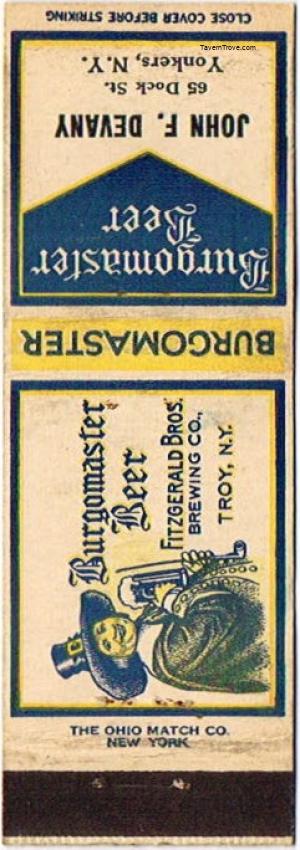 CLOSE COVER BEFORE STRIKING
TavernTrove.com
JOHN F. DEVANY
65 Dock St.
Yonkers, N.Y.
Burgomaster
Beer
BURGOMASTER
Burgomaster
Beer
FITZGERALD BROS.
BREWING CO.,
TROY, N.Y.
THE OHIO MATCH CO.
NEW YORK